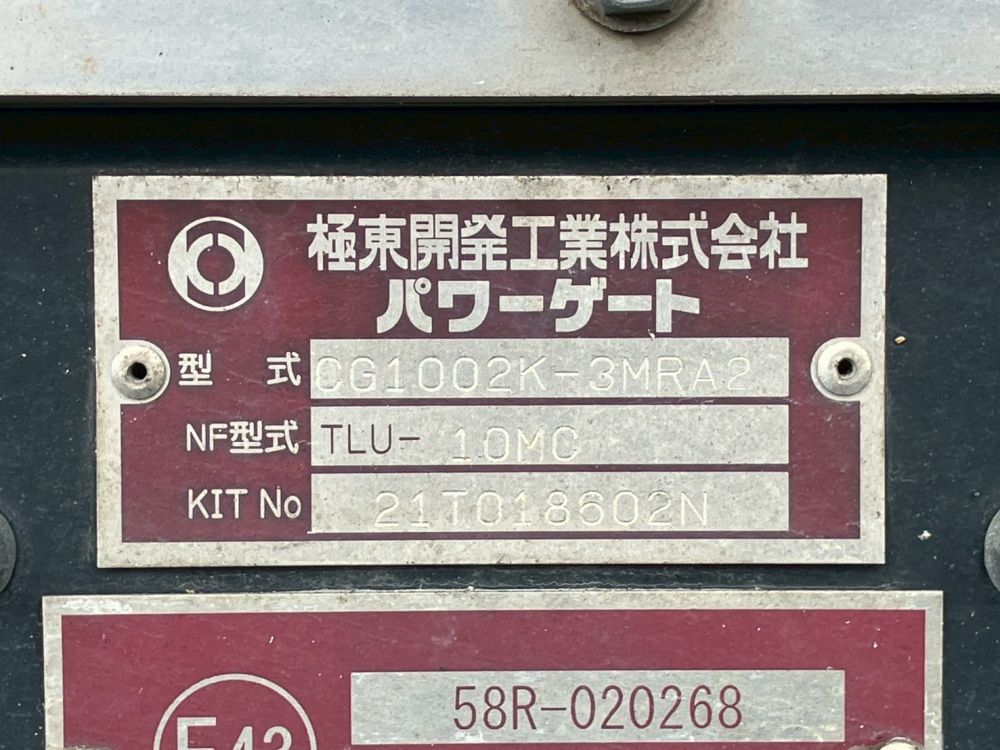 極東開発工業株式会社
パワーゲート
型 式 CG1002K-3MRA2
NF型式 TLU- 10MC
KIT No 21T018602N
E43 58R-020268